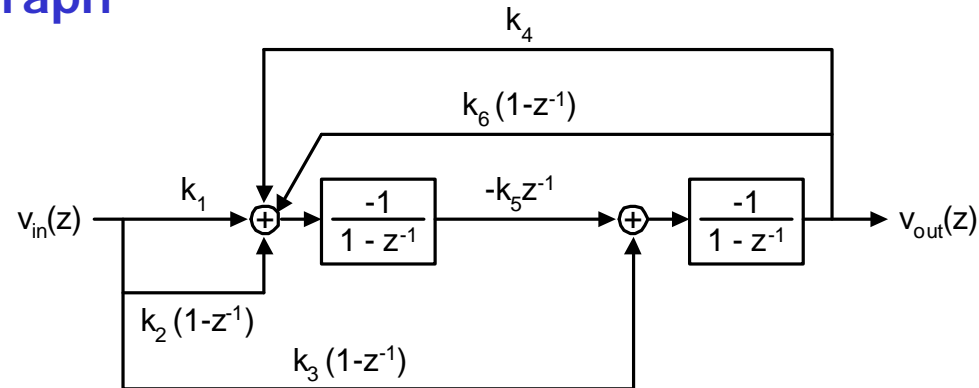 k₄
k₆ (1-z⁻¹)
k₁
-k₅z⁻¹
vᵢₙ(z)
+
-1
1 - z⁻¹
+
-1
1 - z⁻¹
vₒᵤₜ(z)
k₂ (1-z⁻¹)
k₃ (1-z⁻¹)